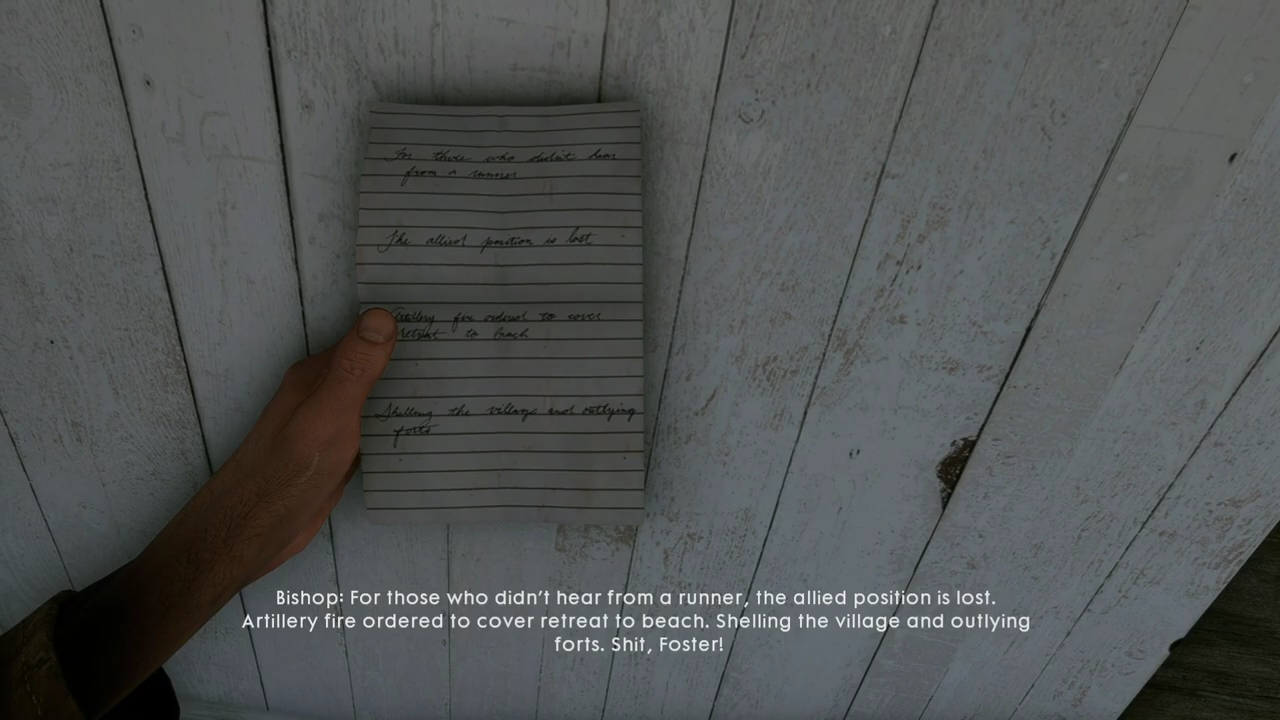 For those who didn't hear
from a runner
The allied position is lost
Artillery fire ordered to cover
retreat to beach
Shelling the village and outlying
forts
Bishop: For those who didn't hear from a runner, the allied position is lost.
Artillery fire ordered to cover retreat to beach. Shelling the village and outlying
forts. Shit, Foster!